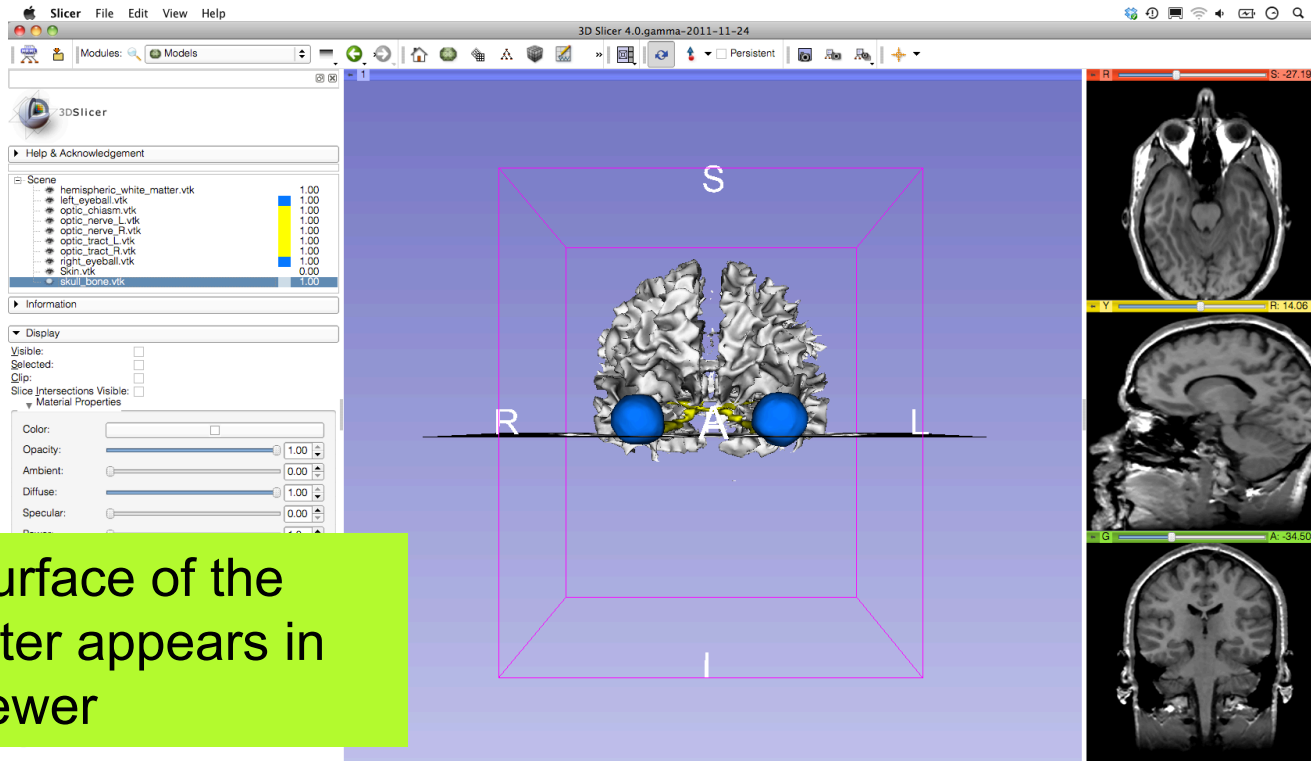 Slicer File Edit View Help
3D Slicer 4.0.gamma-2011-11-24
Modules: Models
» Persistent
1
R S: -27.19
3DSlicer
Help & Acknowledgement
Scene
hemispheric_white_matter.vtk 1.00
left_eyeball.vtk 1.00
optic_chiasm.vtk 1.00
optic_nerve_L.vtk 1.00
optic_nerve_R.vtk 1.00
optic_tract_L.vtk 1.00
optic_tract_R.vtk 1.00
right_eyeball.vtk 1.00
Skin.vtk 0.00
skull_bone.vtk 1.00
Information
Display
Visible:
Selected:
Clip:
Slice Intersections Visible:
Material Properties
Color:
Opacity: 1.00
Ambient: 0.00
Diffuse: 1.00
Specular: 0.00
S
R A L
I
Y R: 14.06
G A: -34.50
urface of the
ter appears in
ewer